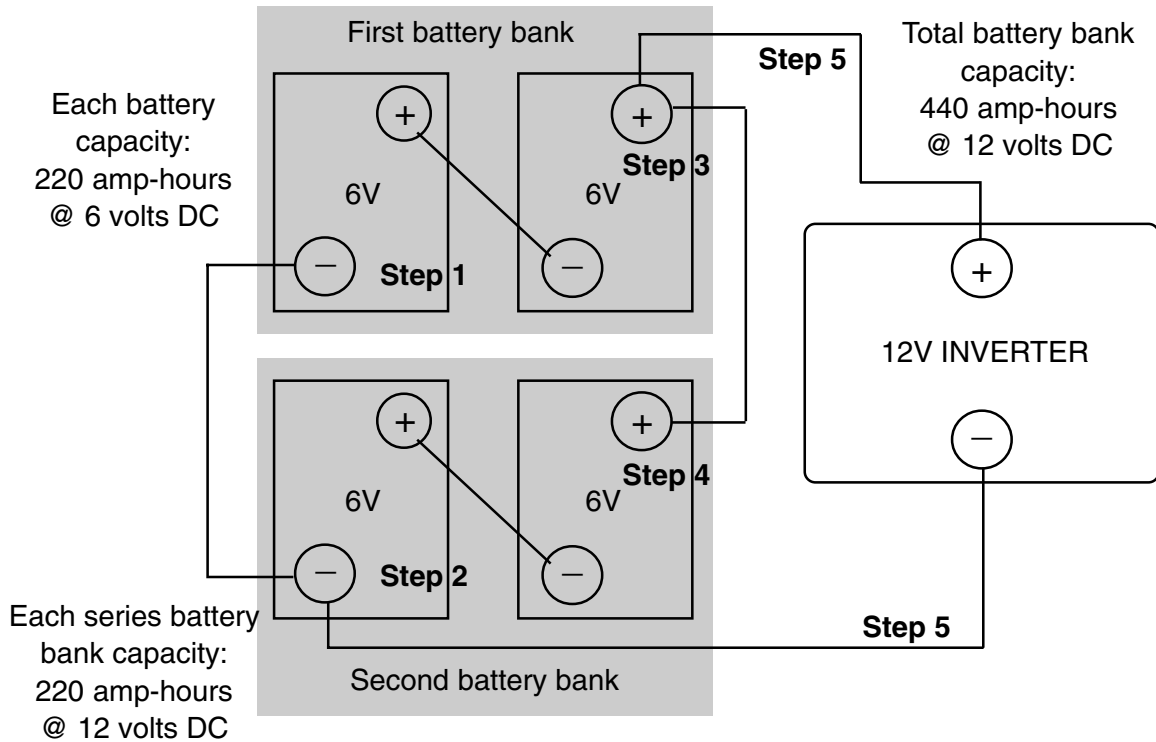 First battery bank
Step 5
Total battery bank
capacity:
440 amp-hours
@ 12 volts DC
Each battery
capacity:
220 amp-hours
@ 6 volts DC
+
+
Step 3
6V
6V
−
Step 1
−
+
12V INVERTER
−
+
+
Step 4
6V
6V
−
Step 2
−
Each series battery
bank capacity:
220 amp-hours
@ 12 volts DC
Step 5
Second battery bank